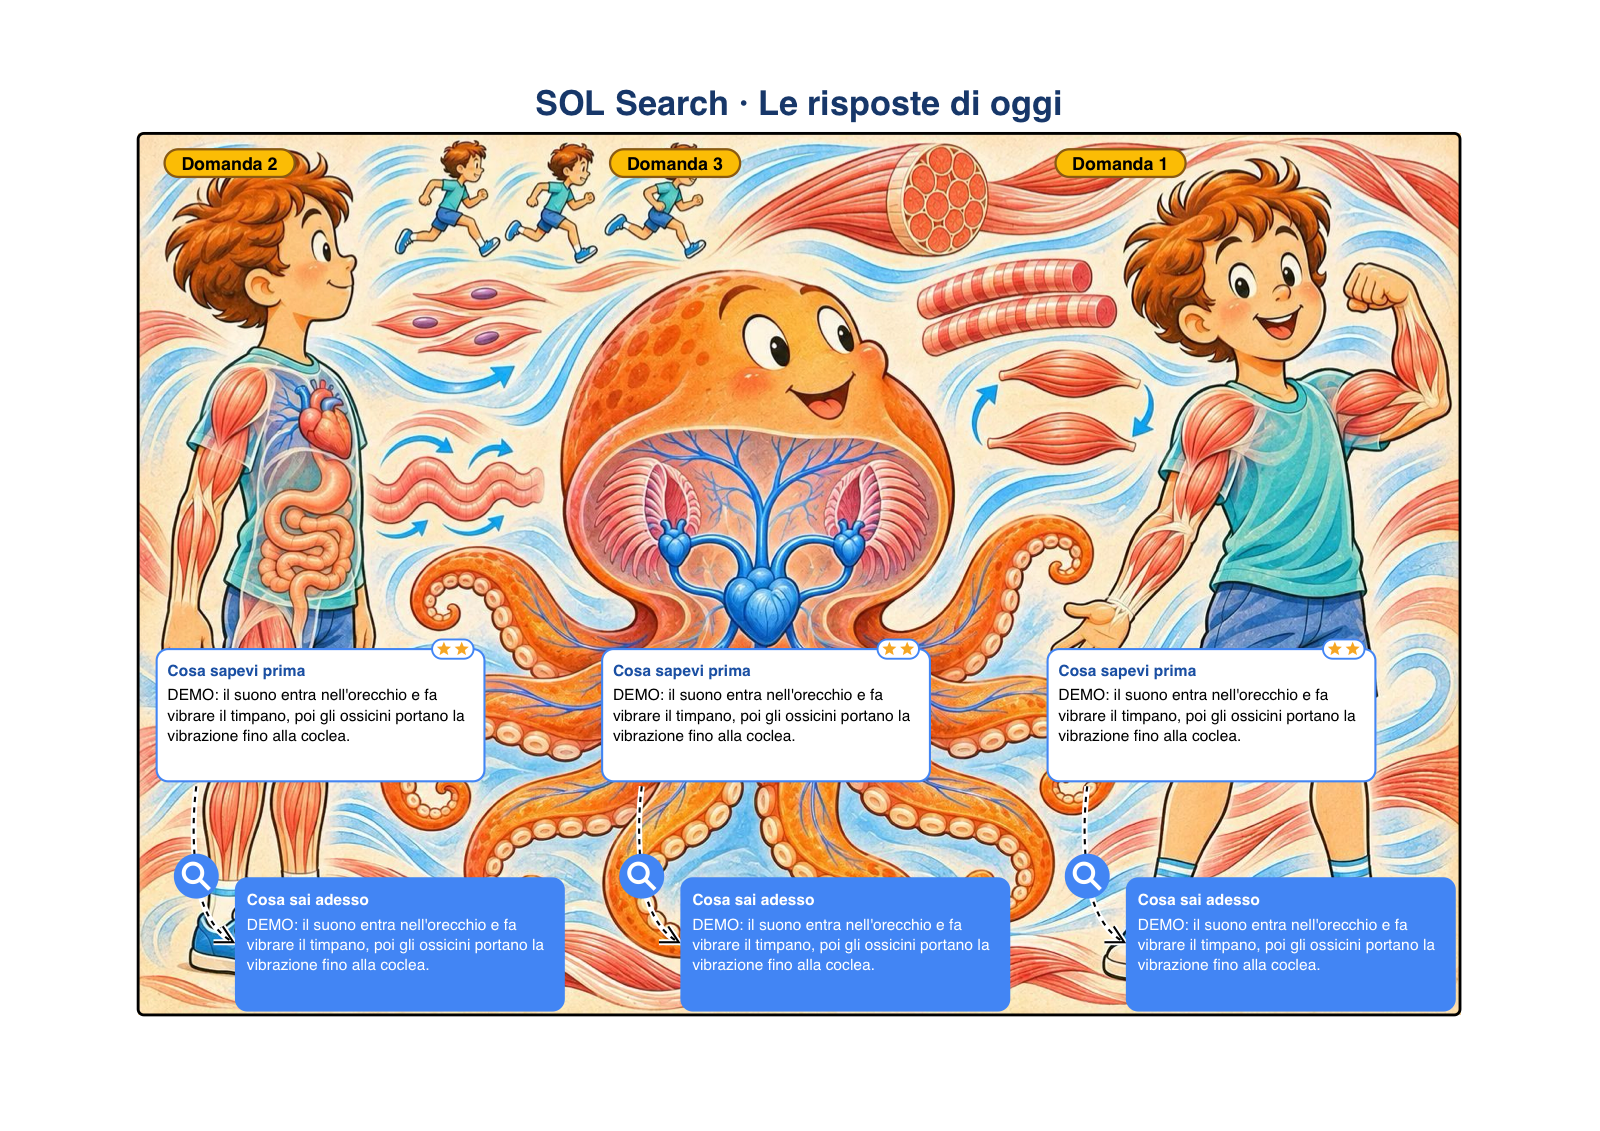 SOL Search · Le risposte di oggi
Domanda 2
Domanda 3
Domanda 1
Cosa sapevi prima
DEMO: il suono entra nell'orecchio e fa
vibrare il timpano, poi gli ossicini portano la
vibrazione fino alla coclea.
Cosa sapevi prima
DEMO: il suono entra nell'orecchio e fa
vibrare il timpano, poi gli ossicini portano la
vibrazione fino alla coclea.
Cosa sapevi prima
DEMO: il suono entra nell'orecchio e fa
vibrare il timpano, poi gli ossicini portano la
vibrazione fino alla coclea.
Cosa sai adesso
DEMO: il suono entra nell'orecchio e fa
vibrare il timpano, poi gli ossicini portano la
vibrazione fino alla coclea.
Cosa sai adesso
DEMO: il suono entra nell'orecchio e fa
vibrare il timpano, poi gli ossicini portano la
vibrazione fino alla coclea.
Cosa sai adesso
DEMO: il suono entra nell'orecchio e fa
vibrare il timpano, poi gli ossicini portano la
vibrazione fino alla coclea.